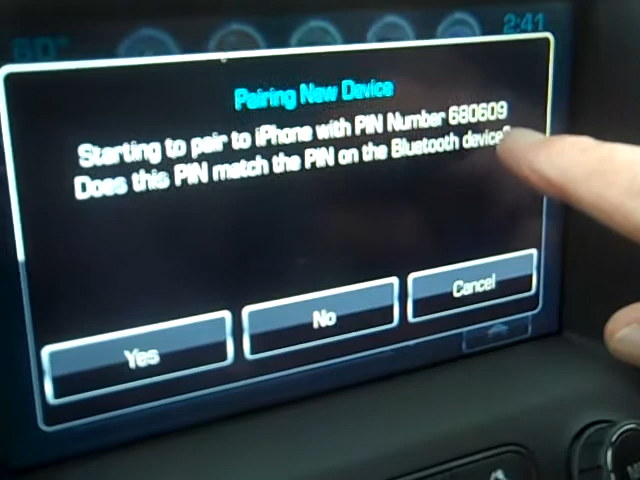 60°
2:41
Pairing New Device
Starting to pair to iPhone with PIN Number 680609
Does this PIN match the PIN on the Bluetooth device?
Yes
No
Cancel